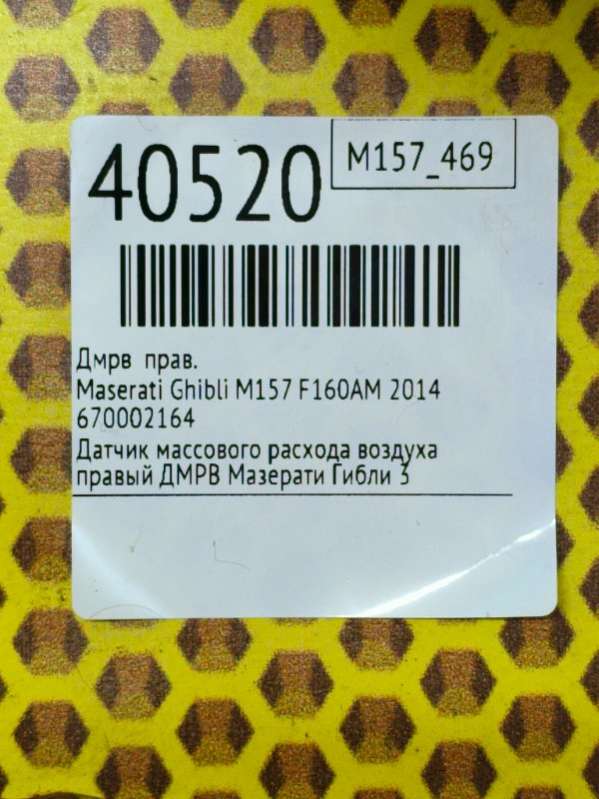 40520
M157_469
Дмрв прав.
Maserati Ghibli M157 F160AM 2014
670002164
Датчик массового расхода воздуха
правый ДМРВ Мазерати Гибли 3